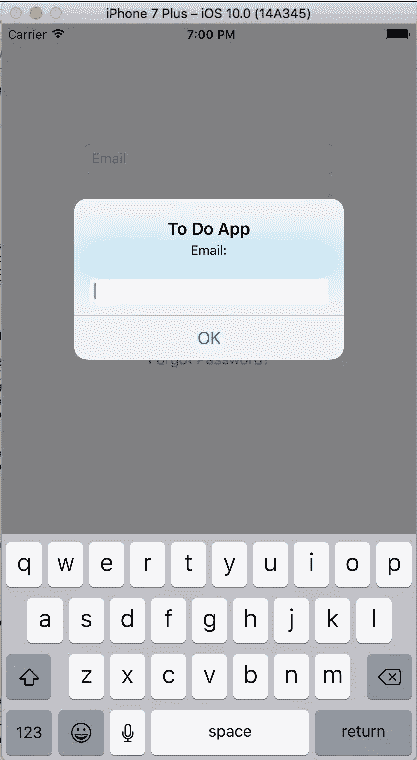 iPhone 7 Plus – iOS 10.0 (14A345)
Carrier 7:00 PM
Email
To Do App
Email:
OK
Forgot Password?
q w e r t y u i o p
a s d f g h j k l
z x c v b n m
123 space return